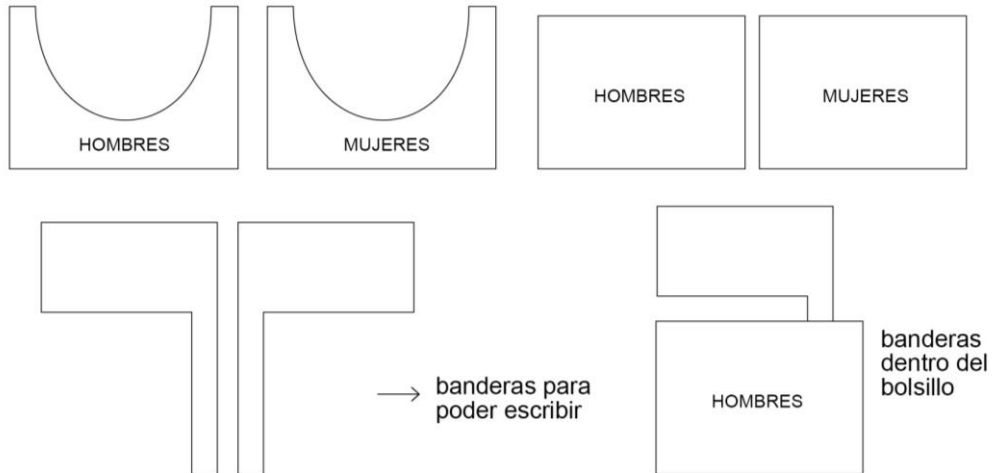 HOMBRES
MUJERES
HOMBRES
MUJERES
banderas para
poder escribir
banderas
dentro del
bolsillo
HOMBRES